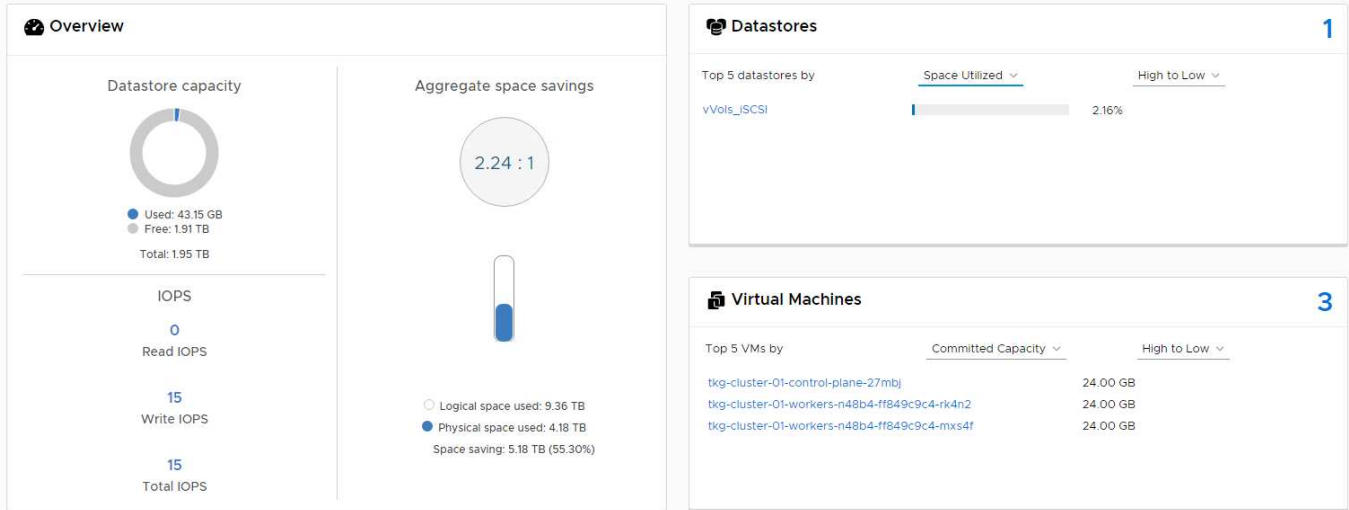 Overview
Datastore capacity
Used: 43.15 GB
Free: 1.91 TB
Total: 1.95 TB
IOPS
0
Read IOPS
15
Write IOPS
15
Total IOPS
Aggregate space savings
2.24 : 1
Logical space used: 9.36 TB
Physical space used: 4.18 TB
Space saving: 5.18 TB (55.30%)
Datastores 1
Top 5 datastores by Space Utilized High to Low
vVols_iSCSI 2.16%
Virtual Machines 3
Top 5 VMs by Committed Capacity High to Low
tkg-cluster-01-control-plane-27mbj 24.00 GB
tkg-cluster-01-workers-n48b4-ff849c9c4-rk4n2 24.00 GB
tkg-cluster-01-workers-n48b4-ff849c9c4-mxs4f 24.00 GB